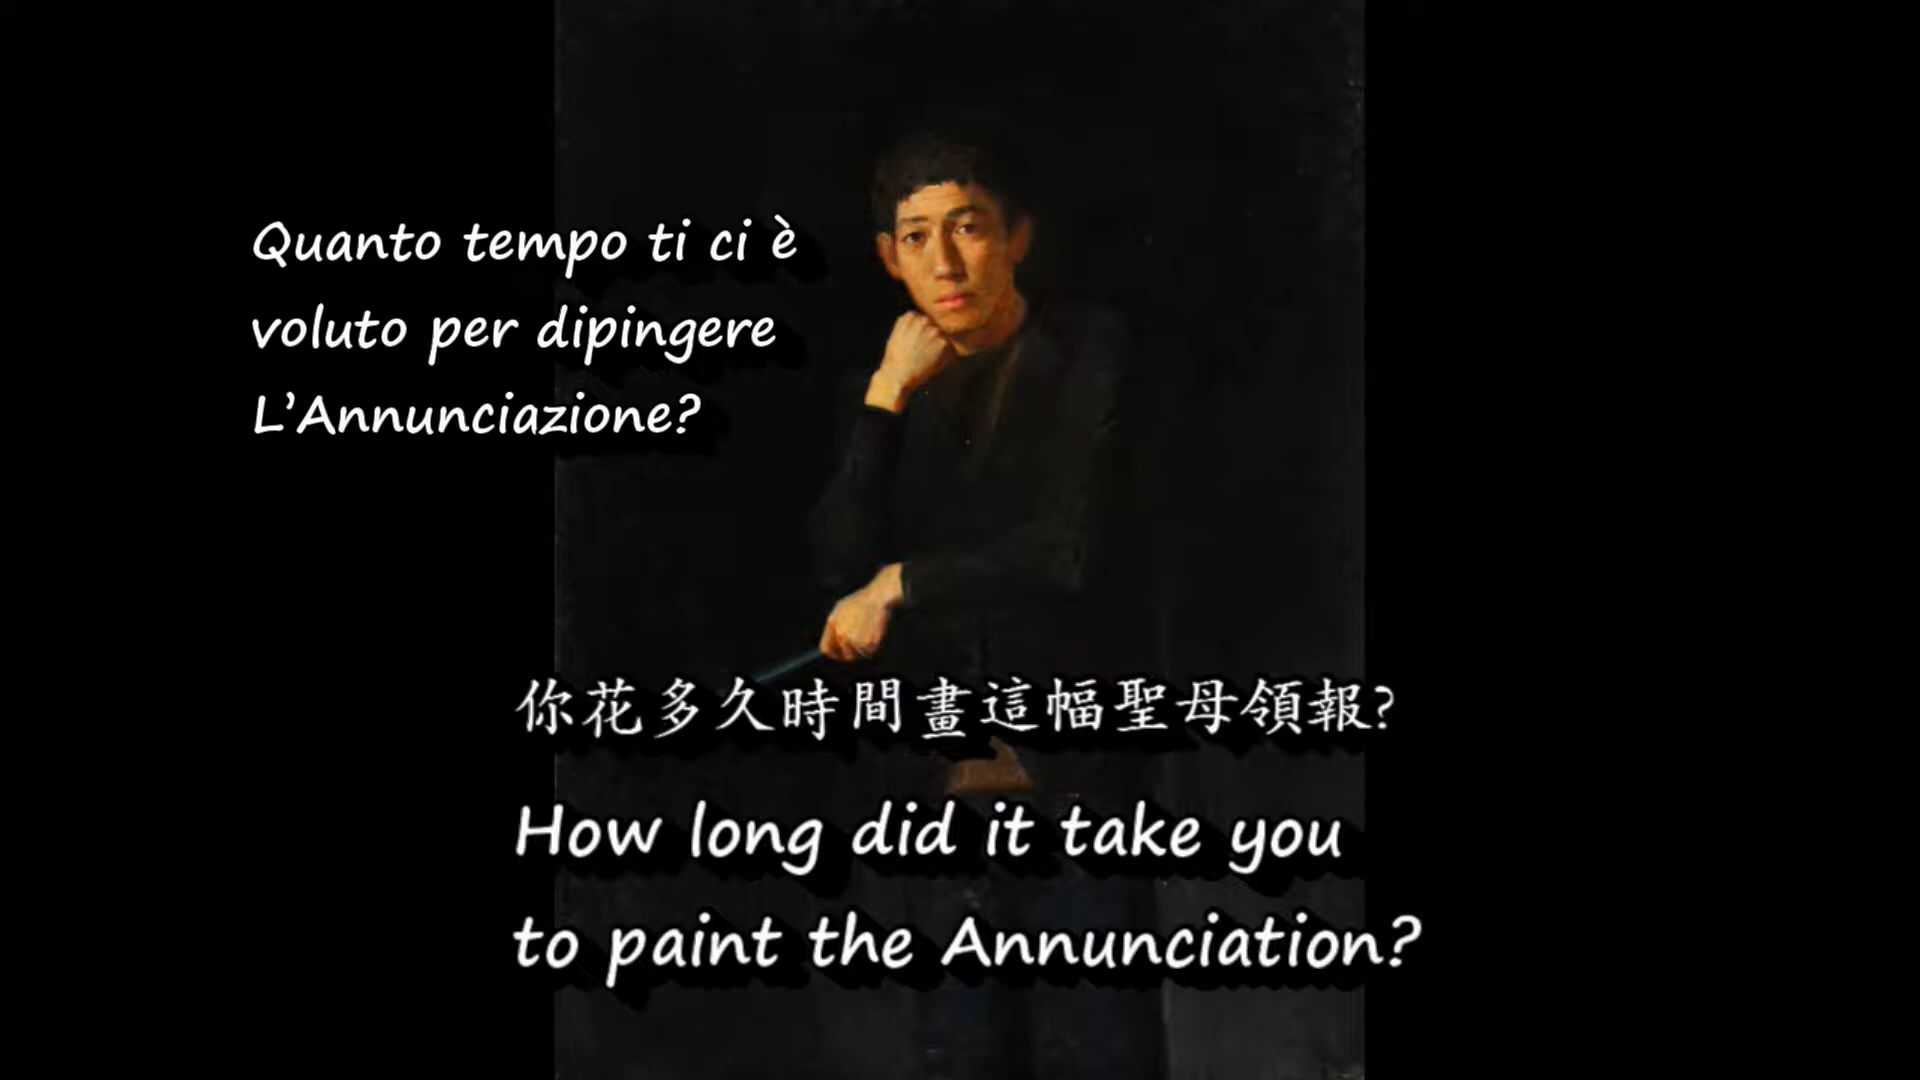 Quanto tempo ti ci è
voluto per dipingere
L’Annunciazione?
你花多久時間畫這幅聖母領報?
How long did it take you
to paint the Annunciation?